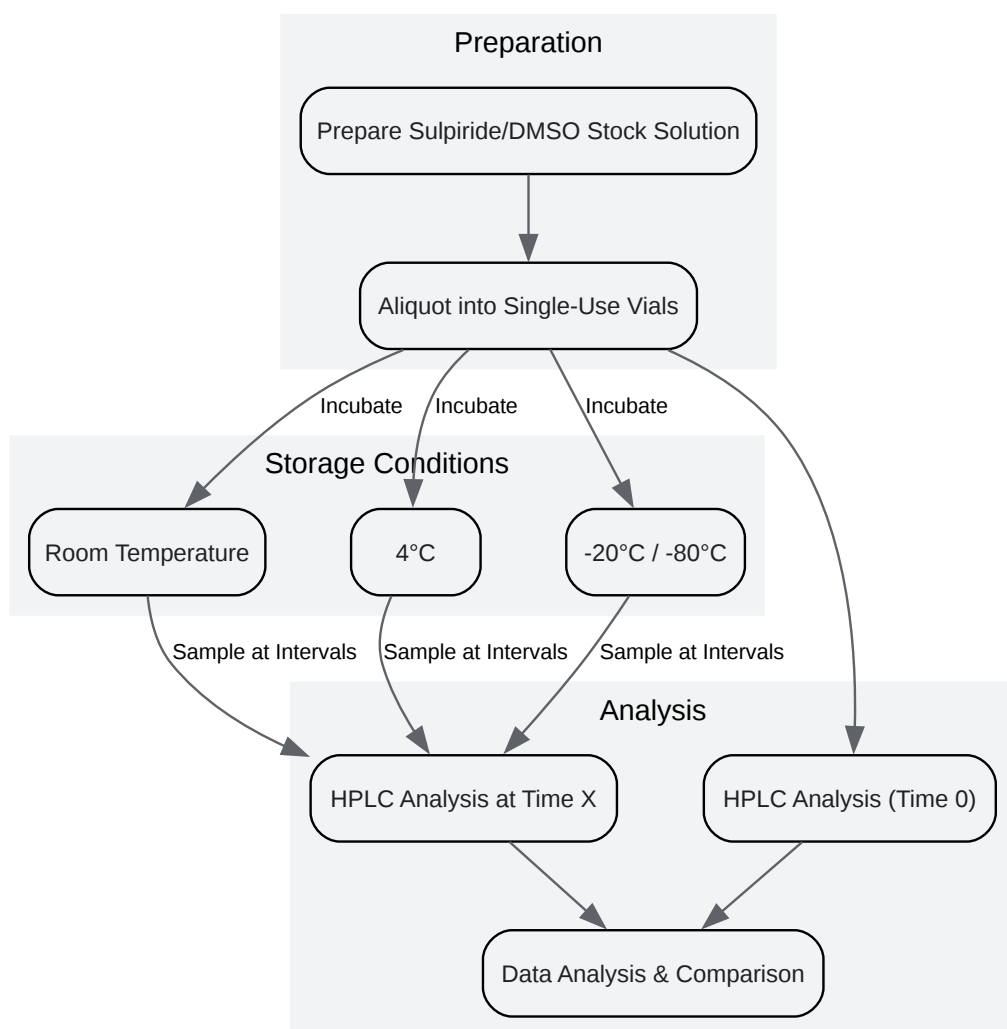 Preparation
Prepare Sulpiride/DMSO Stock Solution
Aliquot into Single-Use Vials
Incubate
Incubate
Incubate
Storage Conditions
Room Temperature
4°C
-20°C / -80°C
Sample at Intervals
Sample at Intervals
Sample at Intervals
Analysis
HPLC Analysis at Time X
HPLC Analysis (Time 0)
Data Analysis & Comparison